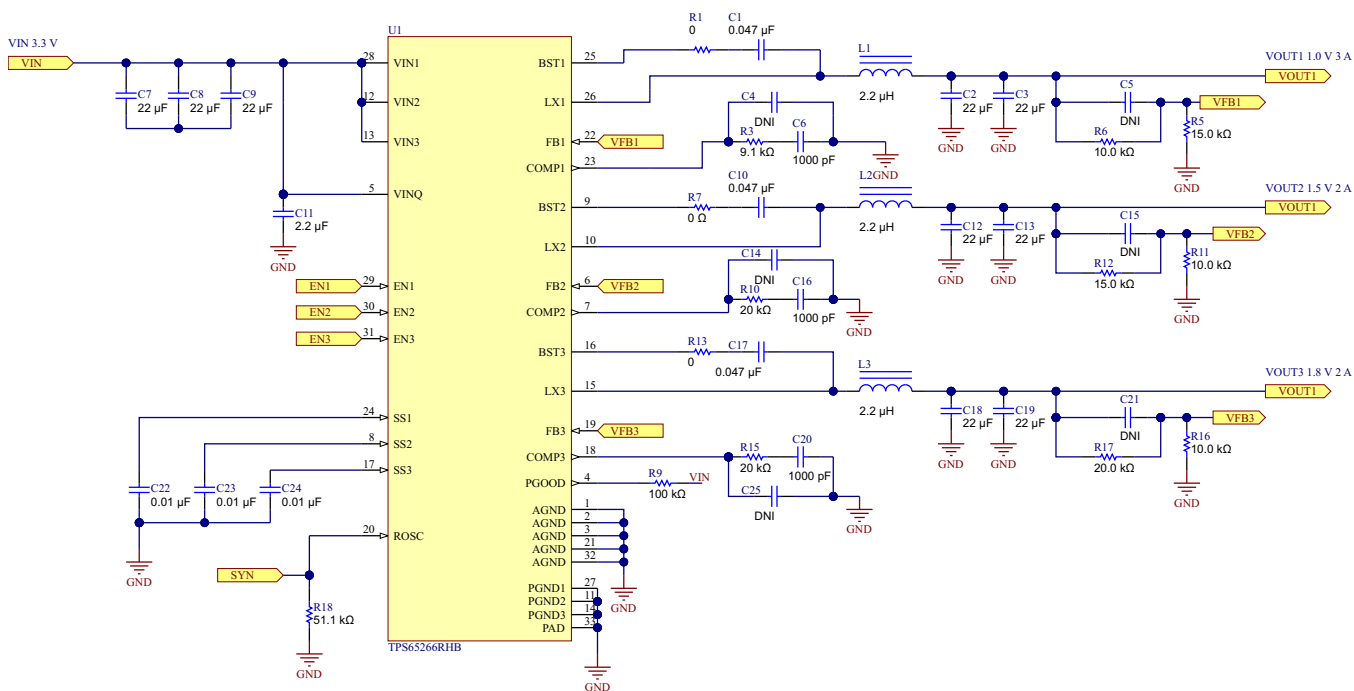 U1
VIN 3.3 V
VIN
C7
22 µF
C8
22 µF
C9
22 µF
C11
2.2 µF
GND
28
VIN1
12
VIN2
13
VIN3
5
VINQ
EN1
29
EN1
EN2
30
EN2
EN3
31
EN3
24
SS1
8
SS2
17
SS3
C22
0.01 µF
C23
0.01 µF
C24
0.01 µF
GND
20
ROSC
SYN
R18
51.1 kΩ
GND
TPS65266RHB
BST1
25
LX1
26
FB1
22
VFB1
COMP1
23
BST2
9
LX2
10
FB2
6
VFB2
COMP2
7
BST3
16
LX3
15
FB3
19
VFB3
COMP3
18
PGOOD
4
AGND
1
AGND
2
AGND
3
AGND
21
AGND
32
GND
PGND1
27
PGND2
11
PGND3
14
PAD
33
GND
R1
0
C1
0.047 µF
L1
2.2 µH
C4
DNI
R3
9.1 kΩ
C6
1000 pF
GND
C2
22 µF
GND
C3
22 µF
GND
C5
DNI
R6
10.0 kΩ
VOUT1 1.0 V 3 A
VOUT1
VFB1
R5
15.0 kΩ
GND
R7
0 Ω
C10
0.047 µF
L2
2.2 µH
C14
DNI
R10
20 kΩ
C16
1000 pF
GND
C12
22 µF
GND
C13
22 µF
GND
C15
DNI
R12
15.0 kΩ
VOUT2 1.5 V 2 A
VOUT1
VFB2
R11
10.0 kΩ
GND
R13
0
C17
0.047 µF
L3
2.2 µH
R15
20 kΩ
C20
1000 pF
C25
DNI
GND
R9
100 kΩ
VIN
C18
22 µF
GND
C19
22 µF
GND
C21
DNI
R17
20.0 kΩ
VOUT3 1.8 V 2 A
VOUT1
VFB3
R16
10.0 kΩ
GND